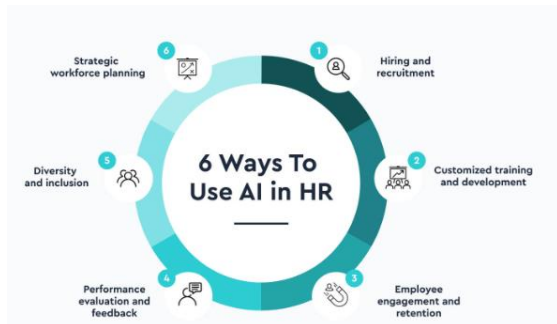 6 Ways To
Use AI in HR
1
Hiring and
recruitment
2
Customized training
and development
3
Employee
engagement and
retention
4
Performance
evaluation and
feedback
5
Diversity
and inclusion
6
Strategic
workforce planning